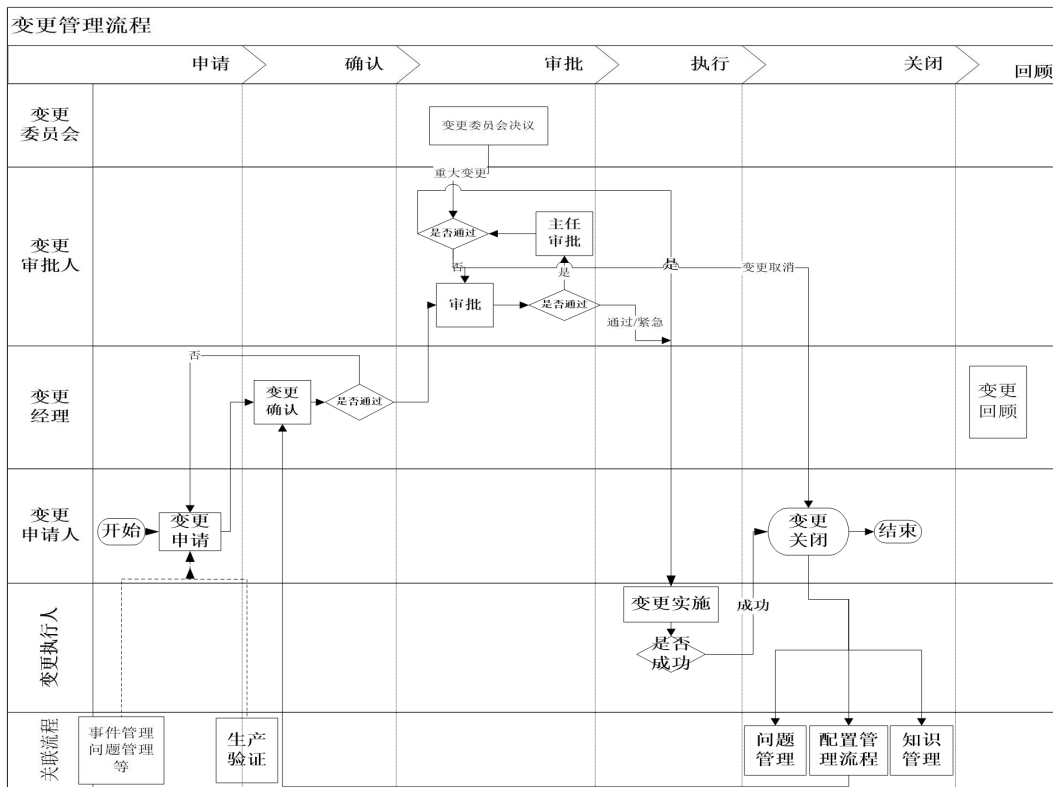 变更管理流程
申请
确认
审批
执行
关闭
回顾
变更
委员会
变更委员会决议
重大变更
变更
审批人
是否通过
主任
审批
否
是
是
变更取消
审批
是否通过
通过/紧急
变更
经理
否
变更
确认
是否通过
变更
回顾
变更
申请人
开始
变更
申请
变更
关闭
结束
变更执行人
变更实施
成功
是否
成功
关联流程
事件管理
问题管理
等
生产
验证
问题
管理
配置管
理流程
知识
管理